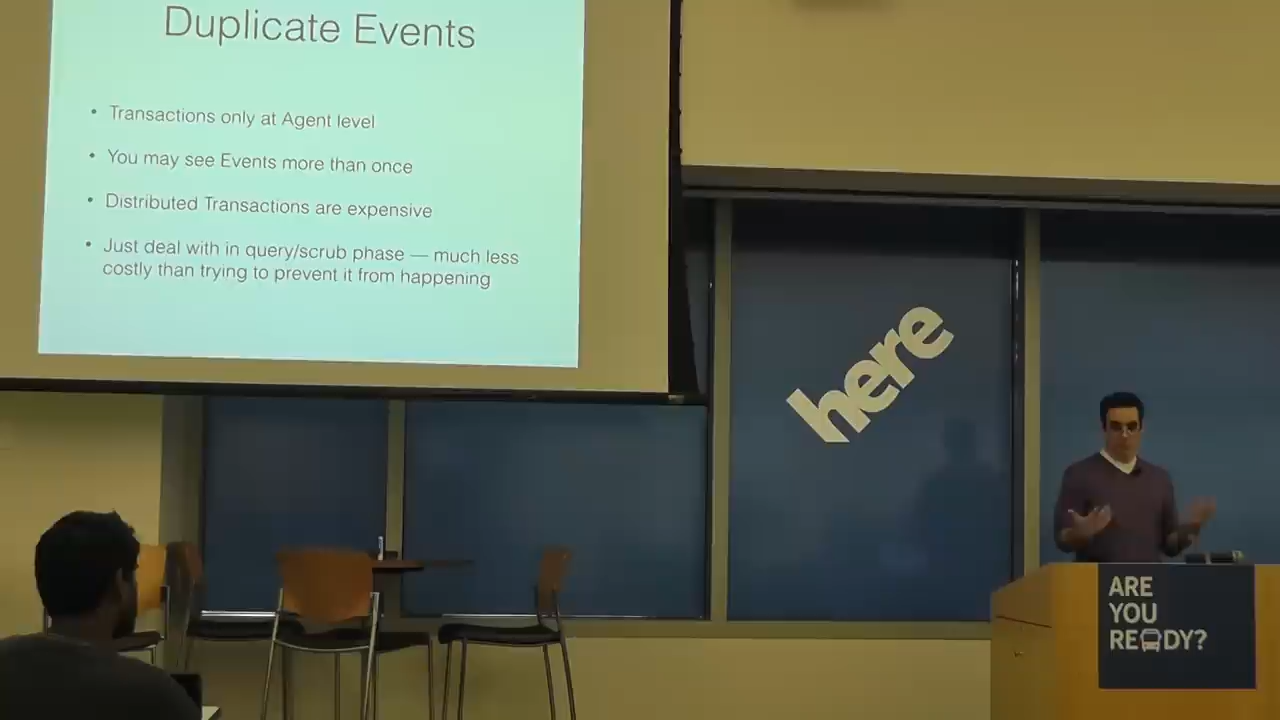 Duplicate Events
• Transactions only at Agent level
• You may see Events more than once
• Distributed Transactions are expensive
• Just deal with in query/scrub phase — much less
costly than trying to prevent it from happening
here
ARE
YOU
READY?